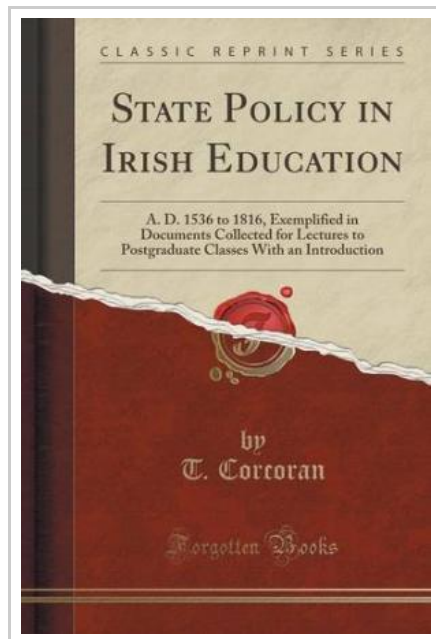 CLASSIC REPRINT SERIES
STATE POLICY IN
IRISH EDUCATION
A. D. 1536 to 1816, Exemplified in
Documents Collected for Lectures to
Postgraduate Classes With an Introduction
by
T. Corcoran
Forgotten Books